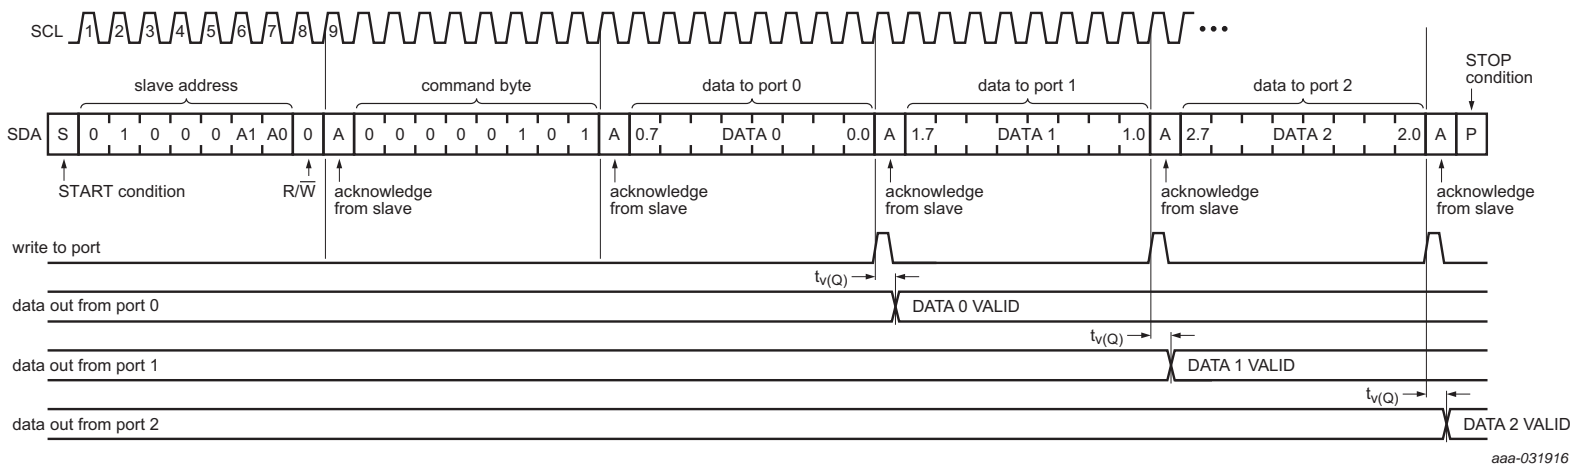 SCL 1 2 3 4 5 6 7 8 9
STOP
condition
slave address command byte data to port 0 data to port 1 data to port 2
SDA S 0 1 0 0 0 A1 A0 0 A 0 0 0 0 0 1 0 1 A 0.7 DATA 0 0.0 A 1.7 DATA 1 1.0 A 2.7 DATA 2 2.0 A P
START condition R/W acknowledge acknowledge acknowledge acknowledge acknowledge
from slave from slave from slave from slave from slave
write to port
tv(Q)
data out from port 0 DATA 0 VALID
tv(Q)
data out from port 1 DATA 1 VALID
tv(Q)
data out from port 2 DATA 2 VALID
aaa-031916